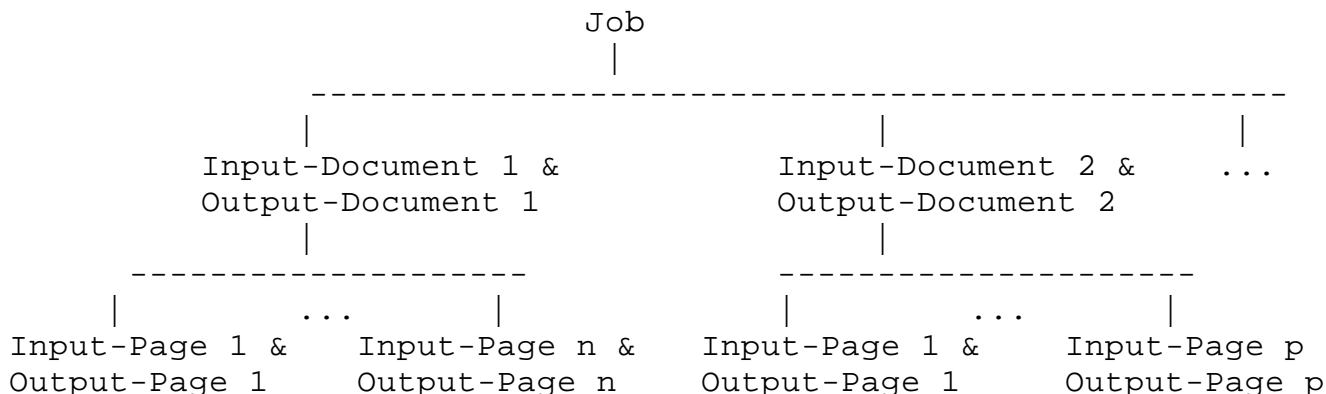 Job
|
-------------------------------------------------
| | |
Input-Document 1 & Input-Document 2 & ...
Output-Document 1 Output-Document 2
| |
-------------------- ---------------------
| ... | | ... |
Input-Page 1 & Input-Page n & Input-Page 1 & Input-Page p
Output-Page 1 Output-Page n Output-Page 1 Output-Page p